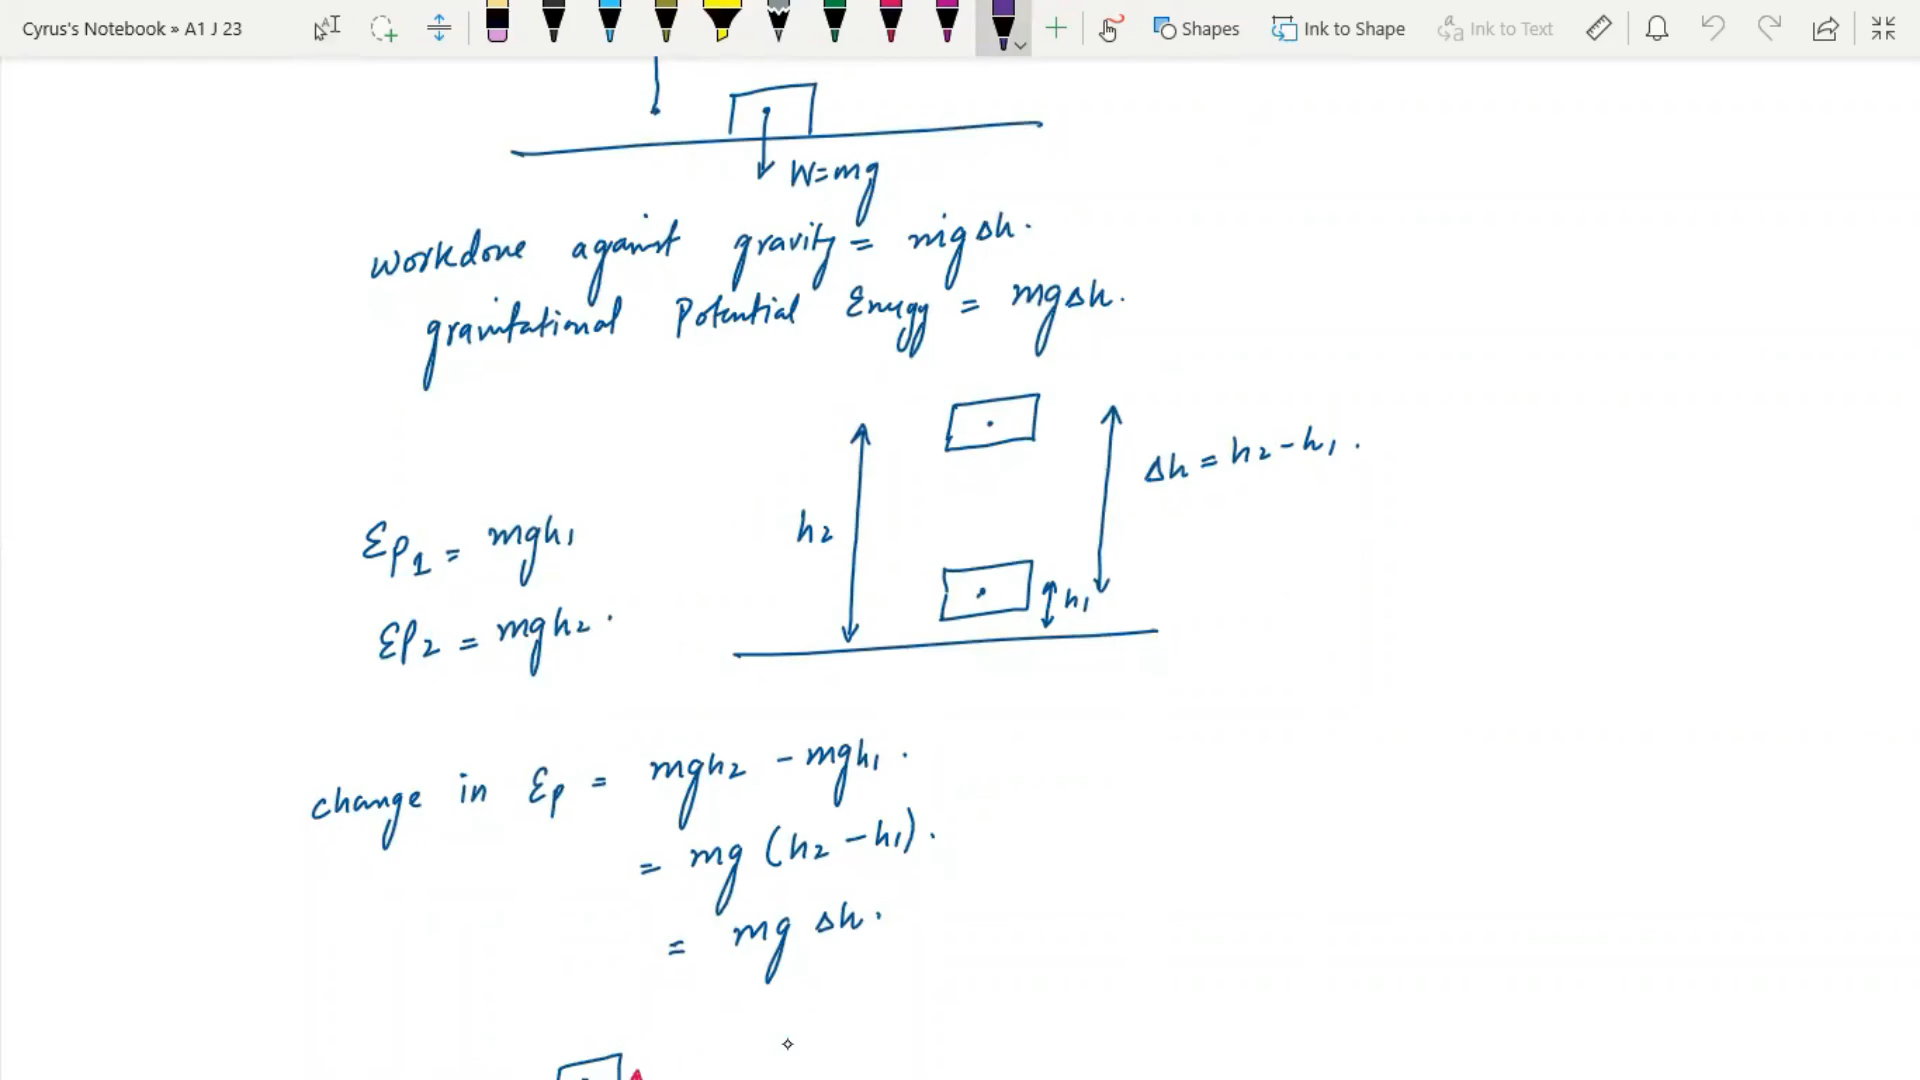 Cyrus's Notebook » A1 J 23
Shapes
Ink to Shape
Ink to Text
W=mg
workdone against gravity = mgΔh.
gravitational Potential Energy = mgΔh.
Δh = h₂ - h₁.
h₂
h₁
Ep₁ = mgh₁
Ep₂ = mgh₂.
change in Ep = mgh₂ - mgh₁.
= mg (h₂ - h₁).
= mg Δh.